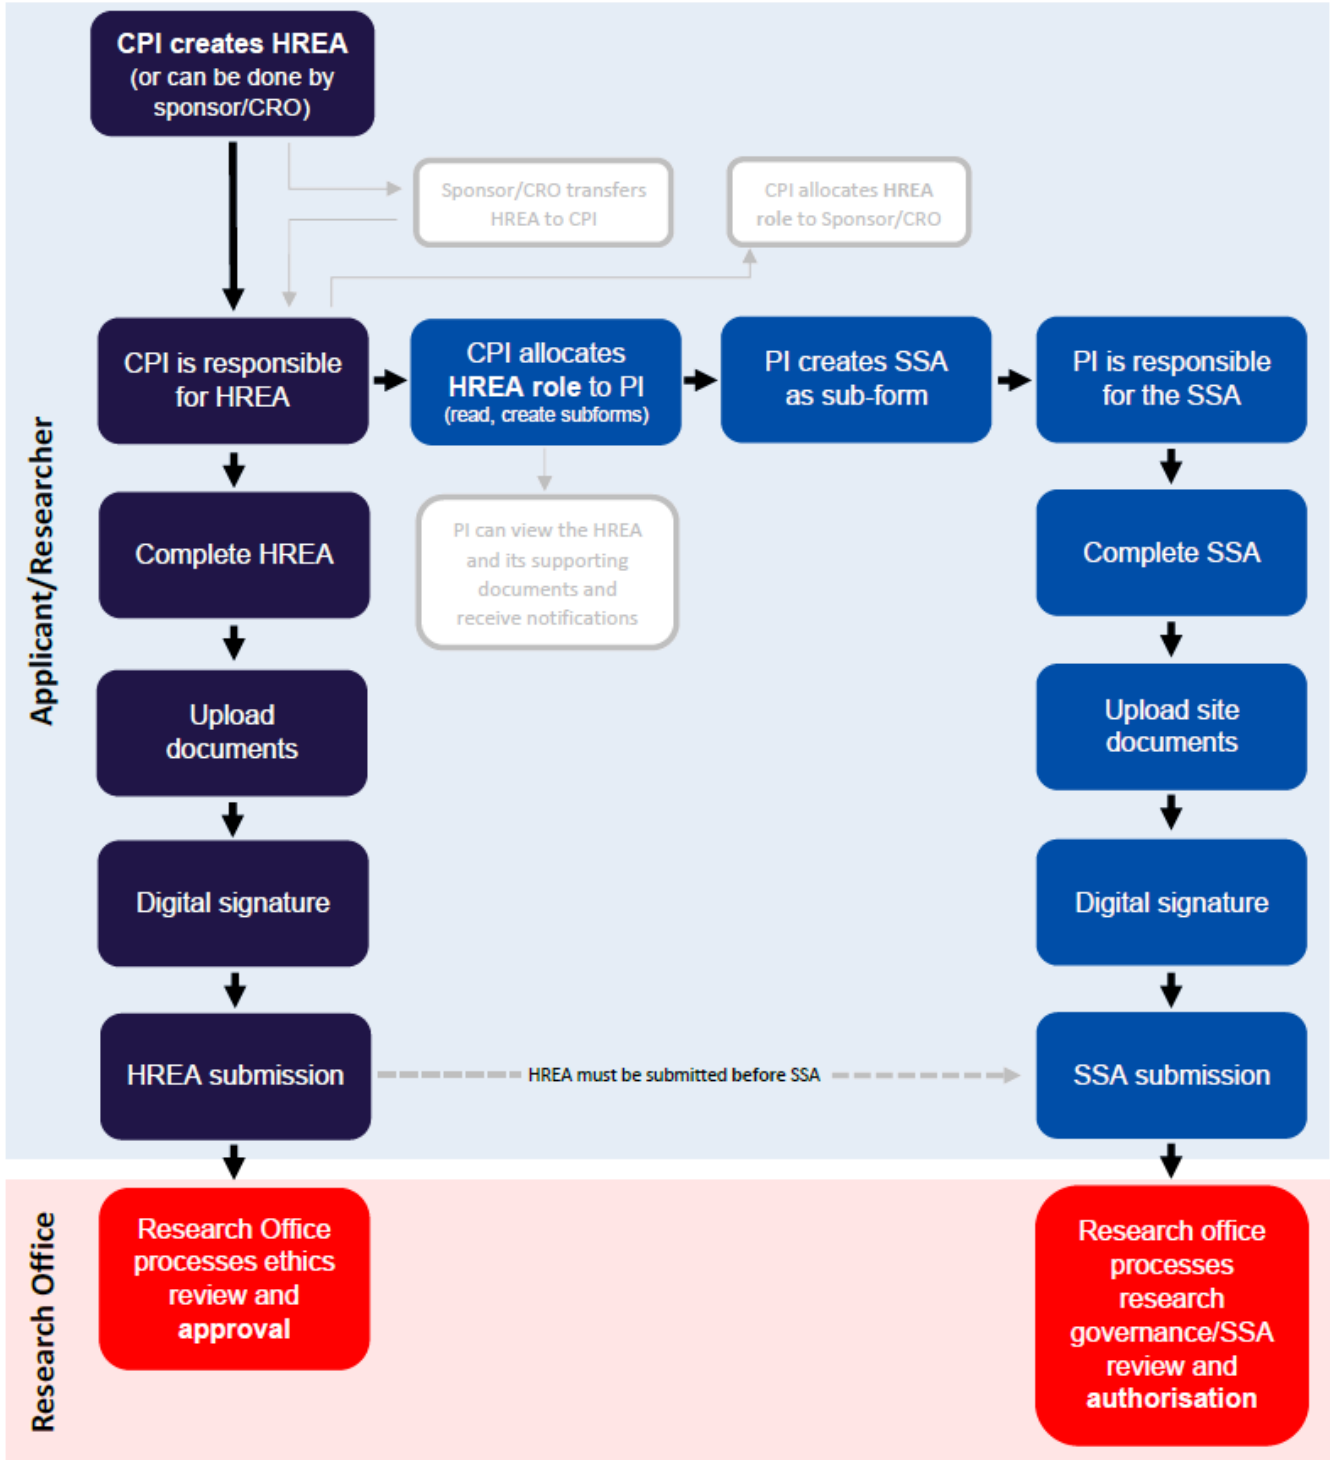 CPI creates HREA
(or can be done by
sponsor/CRO)
Sponsor/CRO transfers
HREA to CPI
CPI allocates HREA
role to Sponsor/CRO
CPI is responsible
for HREA
CPI allocates
HREA role to PI
(read, create subforms)
PI creates SSA
as sub-form
PI is responsible
for the SSA
PI can view the HREA
and its supporting
documents and
receive notifications
Complete HREA
Complete SSA
Applicant/Researcher
Upload
documents
Upload site
documents
Digital signature
Digital signature
HREA submission
HREA must be submitted before SSA
SSA submission
Research Office
Research Office
processes ethics
review and
approval
Research office
processes
research
governance/SSA
review and
authorisation